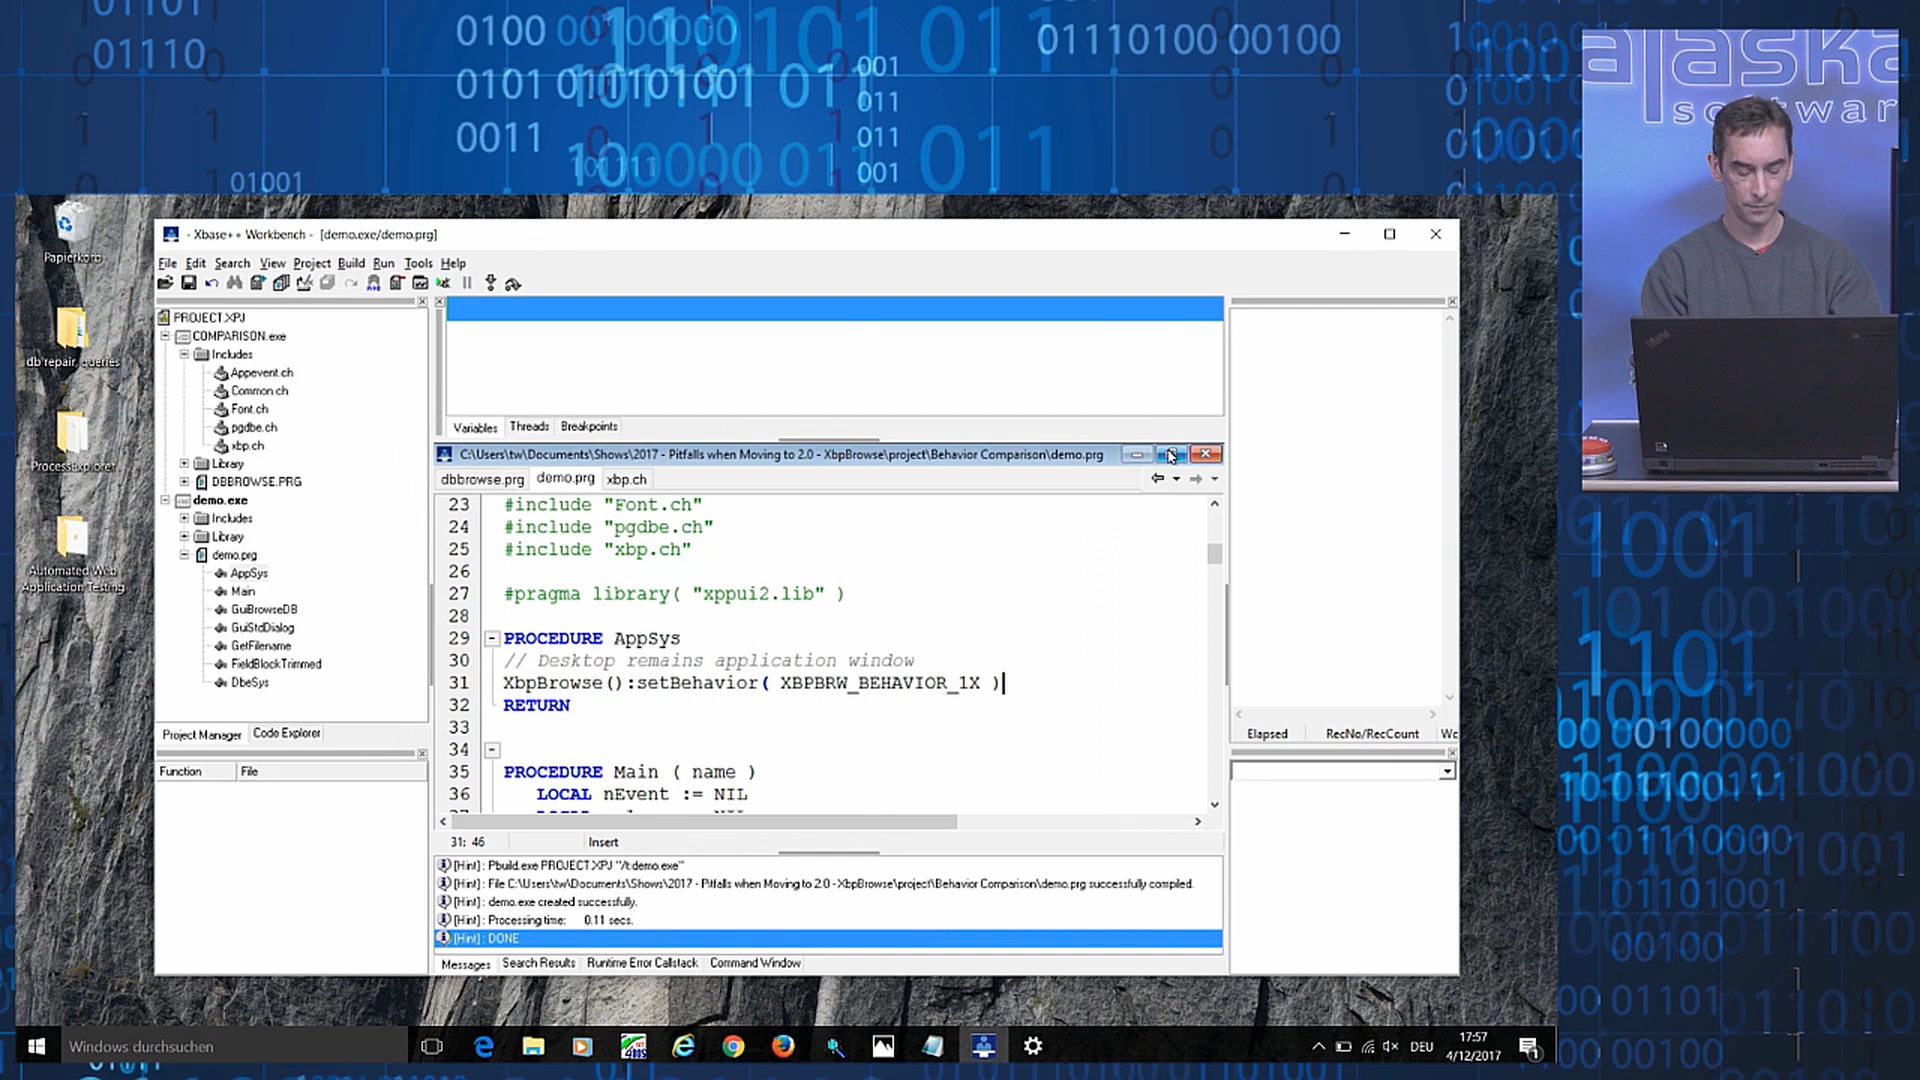 alaska
software
Papierkorb
db repair, queries
ProcessExplorer
Automated Web
Application Testing
- Xbase++ Workbench - [demo.exe/demo.prg]
File Edit Search View Project Build Run Tools Help
PROJECT.XPJ
COMPARISON.exe
Includes
Appevent.ch
Common.ch
Font.ch
pgdbe.ch
xbp.ch
Library
DBBROWSE.PRG
demo.exe
Includes
Library
demo.prg
AppSys
Main
GuiBrowseDB
GuiStdDialog
GetFilename
FieldBlockTrimmed
DbeSys
Project Manager Code Explorer
Function File
Variables Threads Breakpoints
C:\Users\tw\Documents\Shows\2017 - Pitfalls when Moving to 2.0 - XbpBrowse\project\Behavior Comparison\demo.prg
dbbrowse.prg demo.prg xbp.ch
23 #include "Font.ch"
24 #include "pgdbe.ch"
25 #include "xbp.ch"
26
27 #pragma library( "xppui2.lib" )
28
29 PROCEDURE AppSys
30 // Desktop remains application window
31 XbpBrowse():setBehavior( XBPBRW_BEHAVIOR_1X )
32 RETURN
33
34
35 PROCEDURE Main ( name )
36 LOCAL nEvent := NIL
31: 46 Insert
[Hint] : Pbuild.exe PROJECT.XPJ "/t:demo.exe"
[Hint] : File C:\Users\tw\Documents\Shows\2017 - Pitfalls when Moving to 2.0 - XbpBrowse\project\Behavior Comparison\demo.prg successfully compiled.
[Hint] : demo.exe created successfully.
[Hint] : Processing time: 0.11 secs.
[Hint] : DONE
Messages Search Results Runtime Error Callstack Command Window
Elapsed RecNo/RecCount Wc
Windows durchsuchen
DEU
17:57
4/12/2017